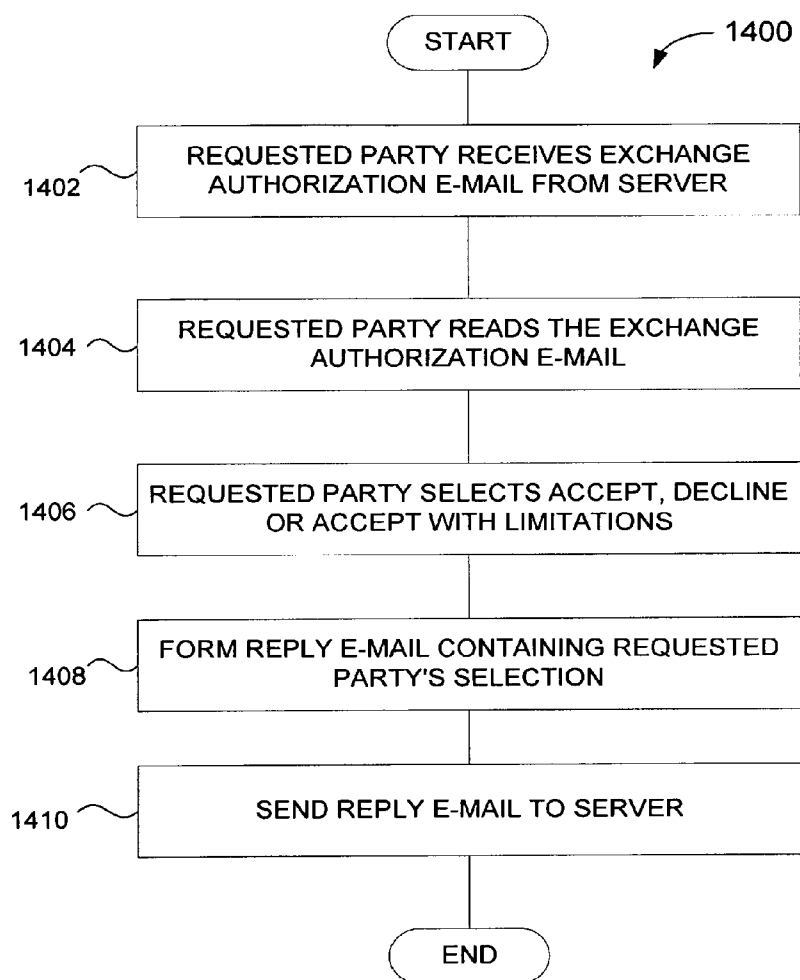 START
1400
REQUESTED PARTY RECEIVES EXCHANGE
AUTHORIZATION E-MAIL FROM SERVER
1402
REQUESTED PARTY READS THE EXCHANGE
AUTHORIZATION E-MAIL
1404
REQUESTED PARTY SELECTS ACCEPT, DECLINE
OR ACCEPT WITH LIMITATIONS
1406
FORM REPLY E-MAIL CONTAINING REQUESTED
PARTY'S SELECTION
1408
SEND REPLY E-MAIL TO SERVER
1410
END